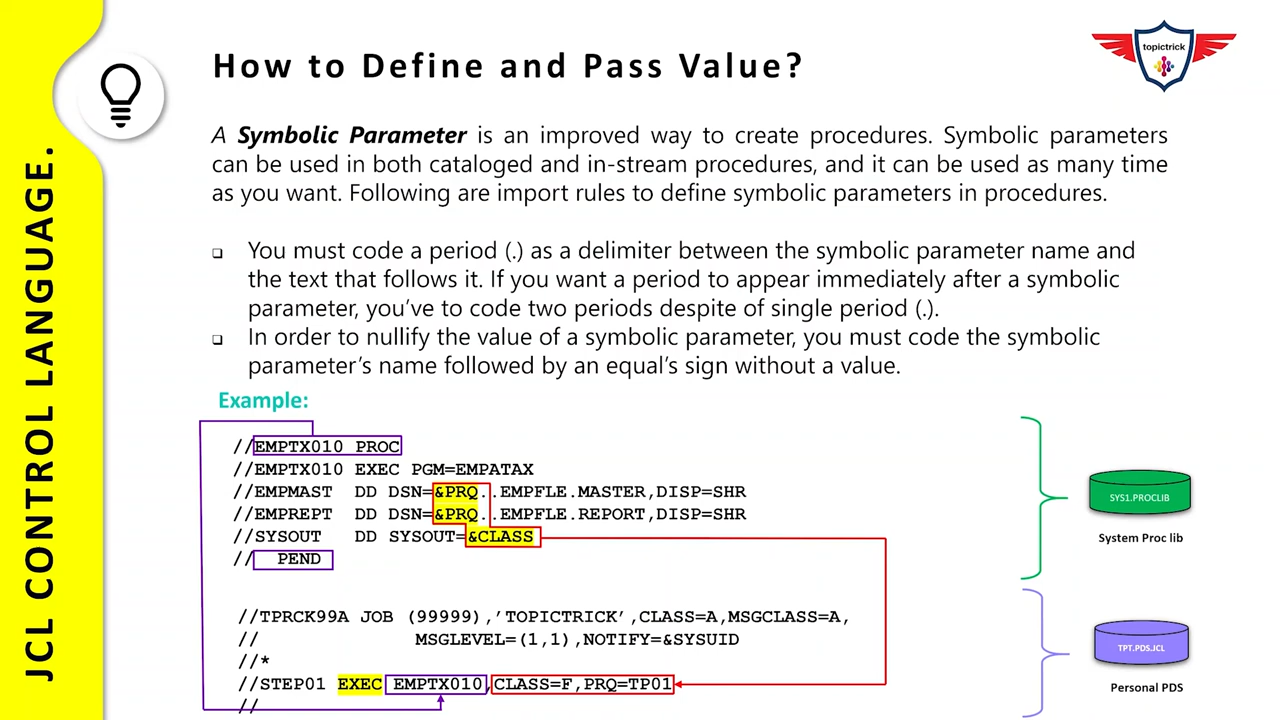 JCL CONTROL LANGUAGE.
How to Define and Pass Value?
topictrick
A Symbolic Parameter is an improved way to create procedures. Symbolic parameters
can be used in both cataloged and in-stream procedures, and it can be used as many time
as you want. Following are import rules to define symbolic parameters in procedures.
You must code a period (.) as a delimiter between the symbolic parameter name and
the text that follows it. If you want a period to appear immediately after a symbolic
parameter, you've to code two periods despite of single period (.).
In order to nullify the value of a symbolic parameter, you must code the symbolic
parameter's name followed by an equal's sign without a value.
Example:
//EMPTX010 PROC
//EMPTX010 EXEC PGM=EMPATAX
//EMPMAST  DD DSN=&PRQ..EMPFLE.MASTER,DISP=SHR
//EMPREPT  DD DSN=&PRQ..EMPFLE.REPORT,DISP=SHR
//SYSOUT   DD SYSOUT=&CLASS
//  PEND
SYS1.PROCLIB
System Proc lib
//TPRCK99A JOB (99999),'TOPICTRICK',CLASS=A,MSGCLASS=A,
//              MSGLEVEL=(1,1),NOTIFY=&SYSUID
//*
//STEP01 EXEC EMPTX010,CLASS=F,PRQ=TP01
//
TPT.PDS.JCL
Personal PDS